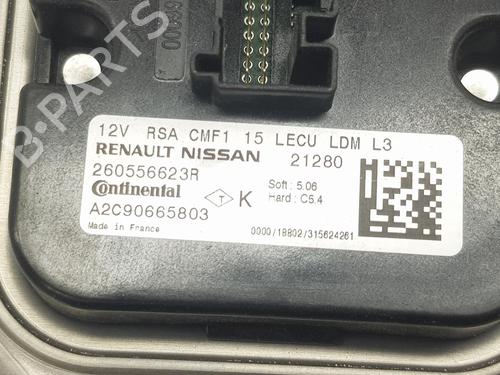 12V RSA CMF1 15 LECU LDM L3
RENAULT NISSAN 21280
260556623R
Continental
Soft : 5.06
T K
Hard : C5.4
A2C90665803
Made in France
0000/18802/315624261